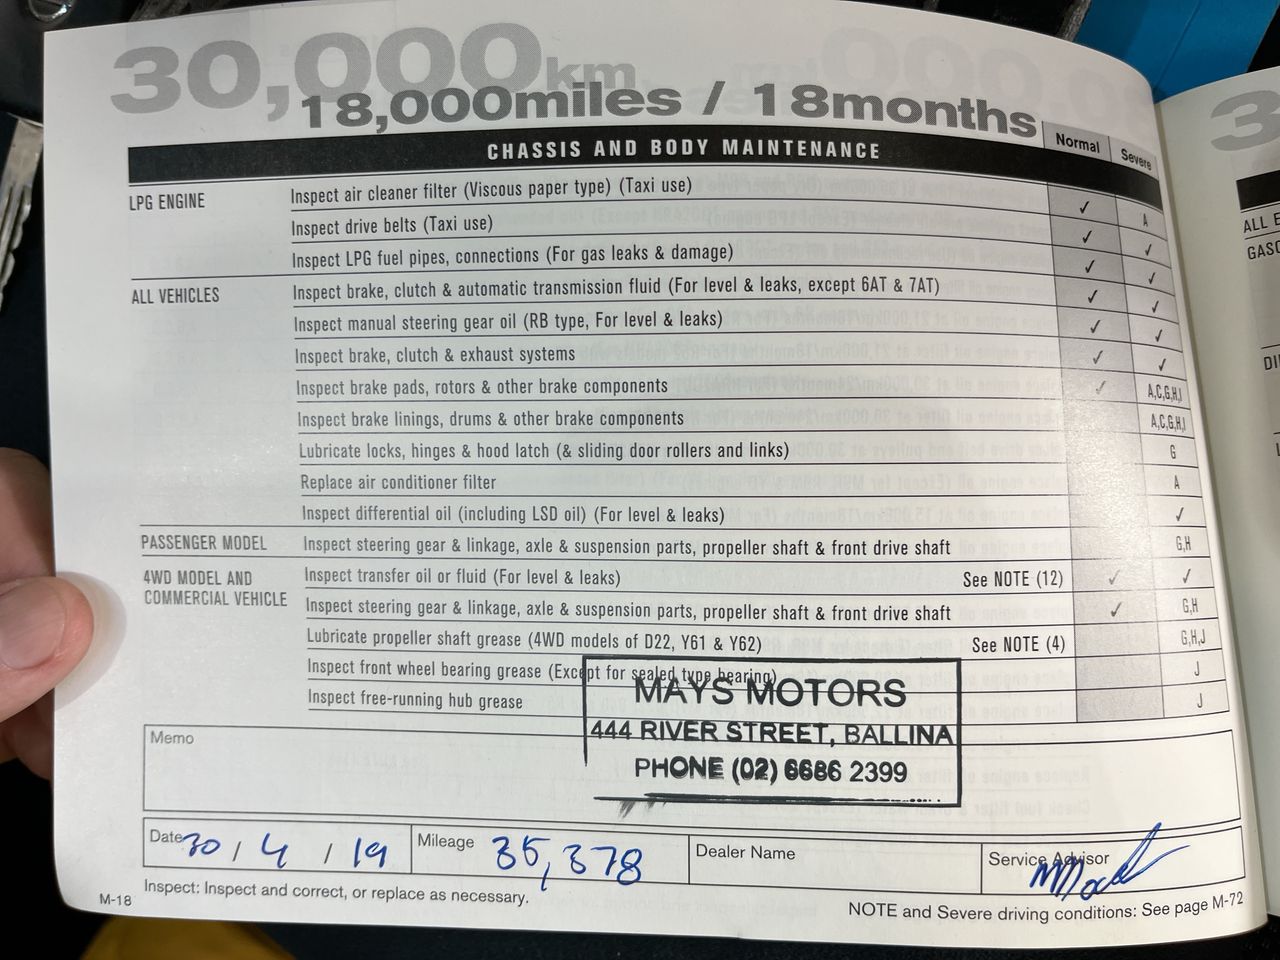 30,000km
18,000miles / 18months
CHASSIS AND BODY MAINTENANCE Normal Severe
LPG ENGINE Inspect air cleaner filter (Viscous paper type) (Taxi use) ✓ A
Inspect drive belts (Taxi use) ✓ ✓
Inspect LPG fuel pipes, connections (For gas leaks & damage) ✓ ✓
ALL VEHICLES Inspect brake, clutch & automatic transmission fluid (For level & leaks, except 6AT & 7AT) ✓ ✓
Inspect manual steering gear oil (RB type, For level & leaks) ✓ ✓
Inspect brake, clutch & exhaust systems ✓ ✓
Inspect brake pads, rotors & other brake components ✓ A,C,G,H,I
Inspect brake linings, drums & other brake components A,C,G,H,I
Lubricate locks, hinges & hood latch (& sliding door rollers and links) G
Replace air conditioner filter A
Inspect differential oil (including LSD oil) (For level & leaks) ✓
PASSENGER MODEL Inspect steering gear & linkage, axle & suspension parts, propeller shaft & front drive shaft G,H
4WD MODEL AND Inspect transfer oil or fluid (For level & leaks) See NOTE (12) ✓ ✓
COMMERCIAL VEHICLE Inspect steering gear & linkage, axle & suspension parts, propeller shaft & front drive shaft ✓ G,H
Lubricate propeller shaft grease (4WD models of D22, Y61 & Y62) See NOTE (4) G,H,J
Inspect front wheel bearing grease (Except for sealed type bearing) J
Inspect free-running hub grease J
MAYS MOTORS
444 RIVER STREET, BALLINA
PHONE (02) 6686 2399
Memo
Date 30 / 4 / 19 Mileage 35,378 Dealer Name Service Advisor
Inspect: Inspect and correct, or replace as necessary.
M-18 NOTE and Severe driving conditions: See page M-72
3
ALL E
GASO
DI